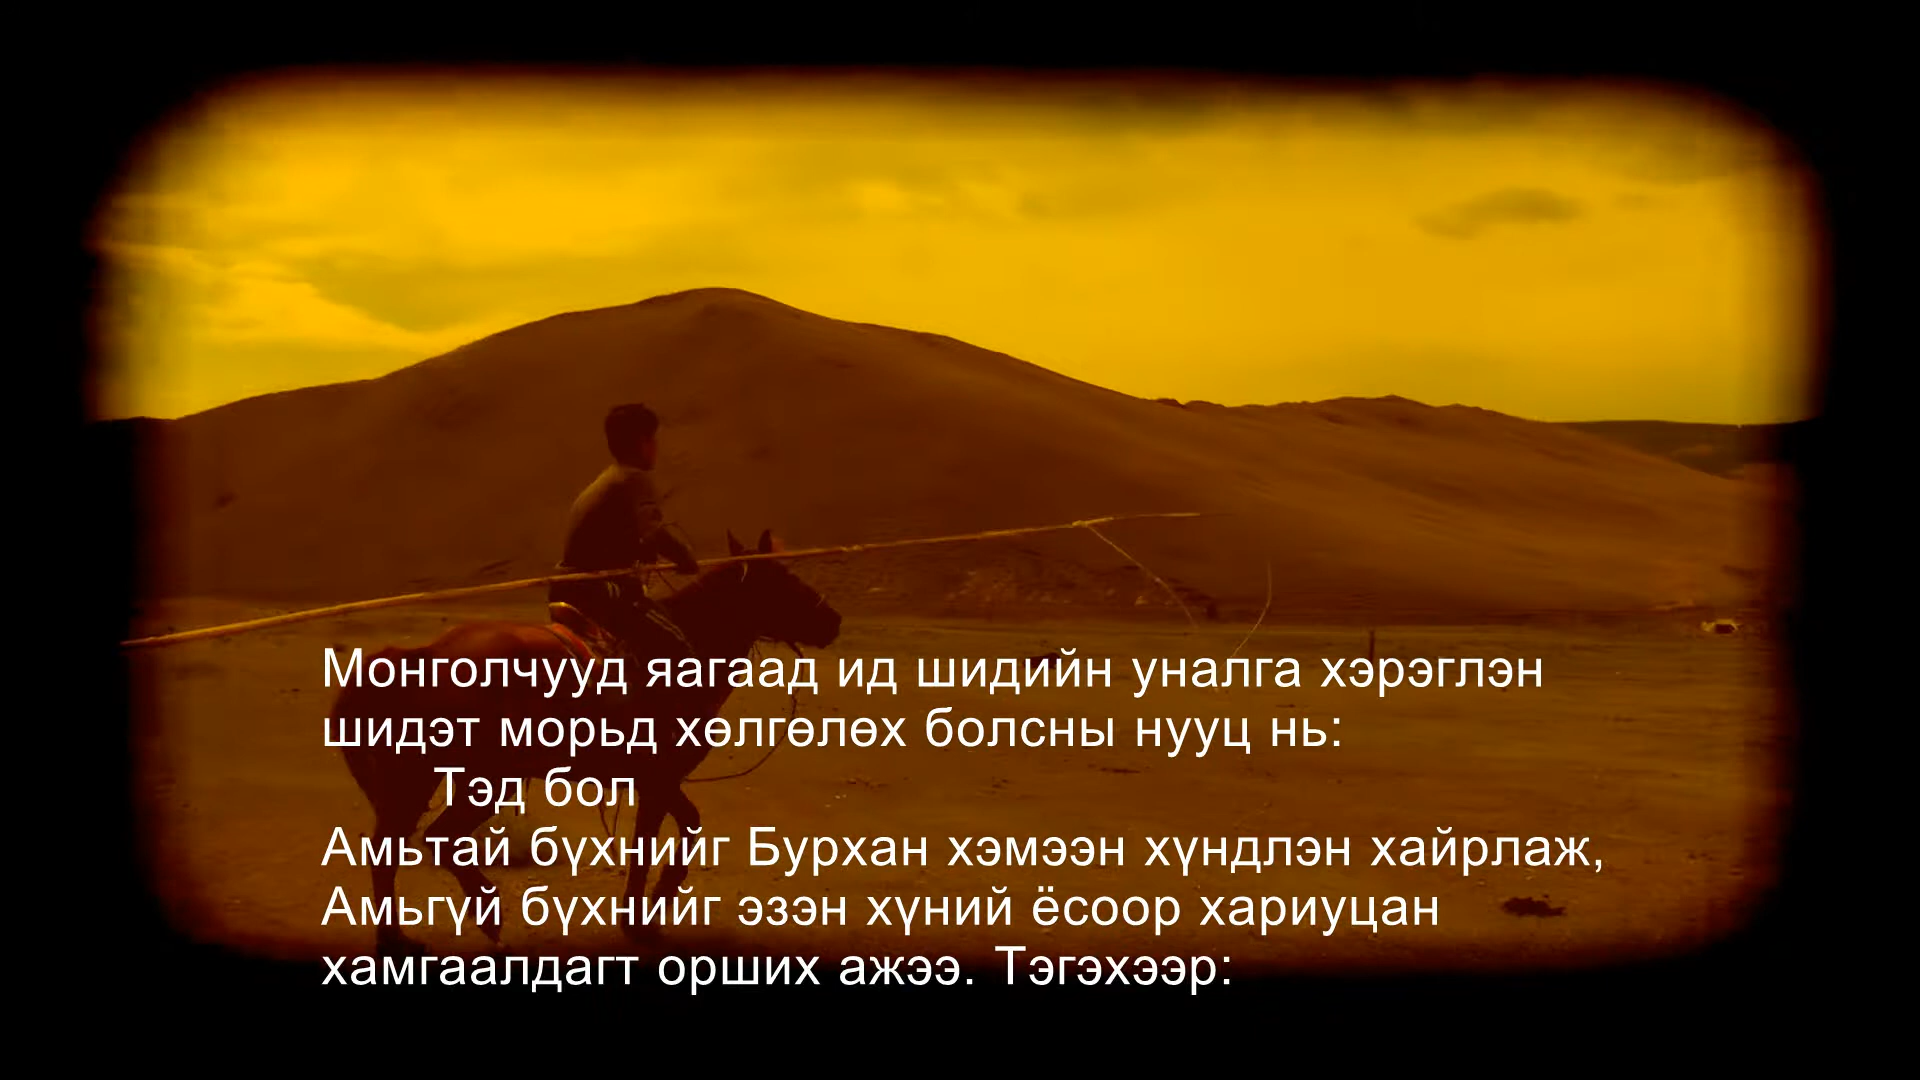 Монголчууд яагаад ид шидийн уналга хэрэглэн
шидэт морьд хөлгөлөх болсны нууц нь:
Тэд бол
Амьтай бүхнийг Бурхан хэмээн хүндлэн хайрлаж,
Амьгүй бүхнийг эзэн хүний ёсоор хариуцан
хамгаалдагт орших ажээ. Тэгэхээр: